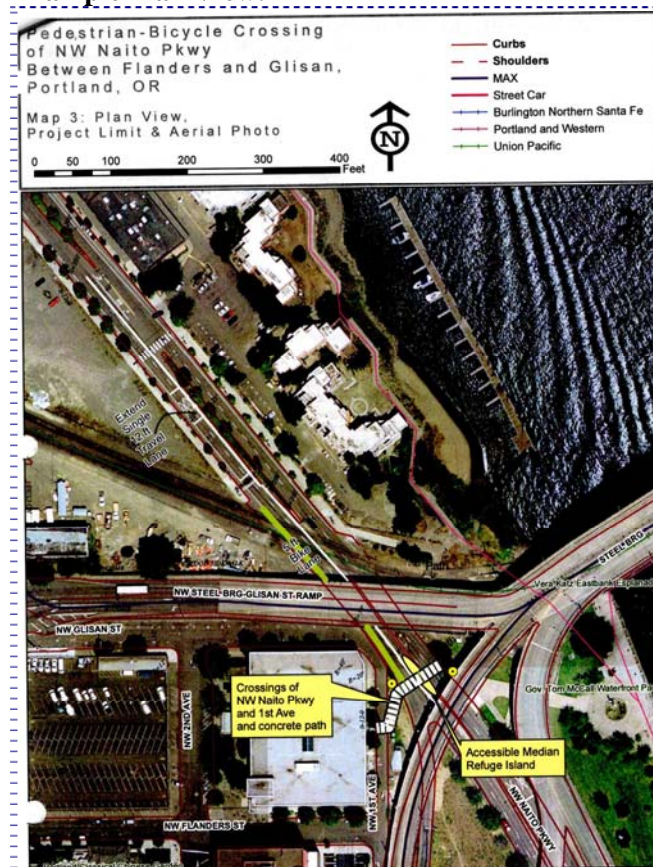 Pedestrian-Bicycle Crossing
of NW Naito Pkwy
Between Flanders and Glisan,
Portland, OR
Map 3: Plan View,
Project Limit & Aerial Photo
N
0 50 100 200 300 400
Feet
Curbs
Shoulders
MAX
Street Car
Burlington Northern Santa Fe
Portland and Western
Union Pacific
Extend
Single
12 ft
Travel
Lane
5 ft
Bike
Lane
STEEL BRG
Vera Katz Eastbank Esplanade
NW STEEL BRG-GLISAN ST RAMP
NW GLISAN ST
Gov. Tom McCall Waterfront Pa
Crossings of
NW Naito Pkwy
and 1st Ave
and concrete path
Accessible Median
Refuge Island
NW 2ND AVE
NW 1ST AVE
NW NAITO PKWY
NW FLANDERS ST